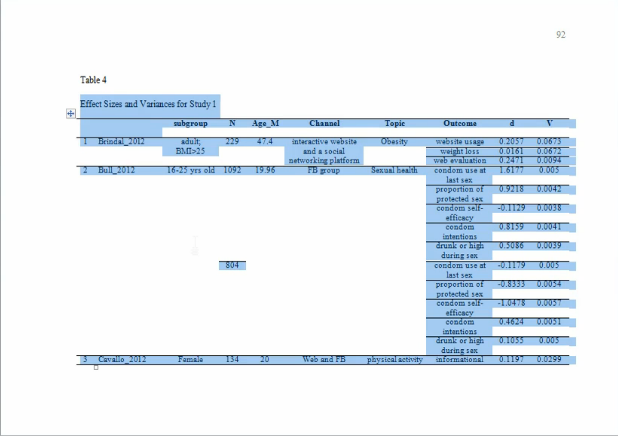 92
Table 4
Effect Sizes and Variances for Study 1
subgroup N Age_M Channel Topic Outcome d V
1 Brindal_2012 adult; 229 47.4 interactive website Obesity website usage 0.2057 0.0673
BMI>25 and a social weight loss 0.0161 0.0672
networking platform web evaluation 0.2471 0.0094
2 Bull_2012 16-25 yrs old 1092 19.96 FB group Sexual health condom use at 1.6177 0.005
last sex
proportion of 0.9218 0.0042
protected sex
condom self- -0.1129 0.0038
efficacy
condom 0.8159 0.0041
intentions
drunk or high 0.5086 0.0039
during sex
804 condom use at -0.1179 0.005
last sex
proportion of -0.8333 0.0054
protected sex
condom self- -1.0478 0.0057
efficacy
condom 0.4624 0.0051
intentions
drunk or high 0.1055 0.005
during sex
3 Cavallo_2012 Female 134 20 Web and FB physical activity informational 0.1197 0.0299